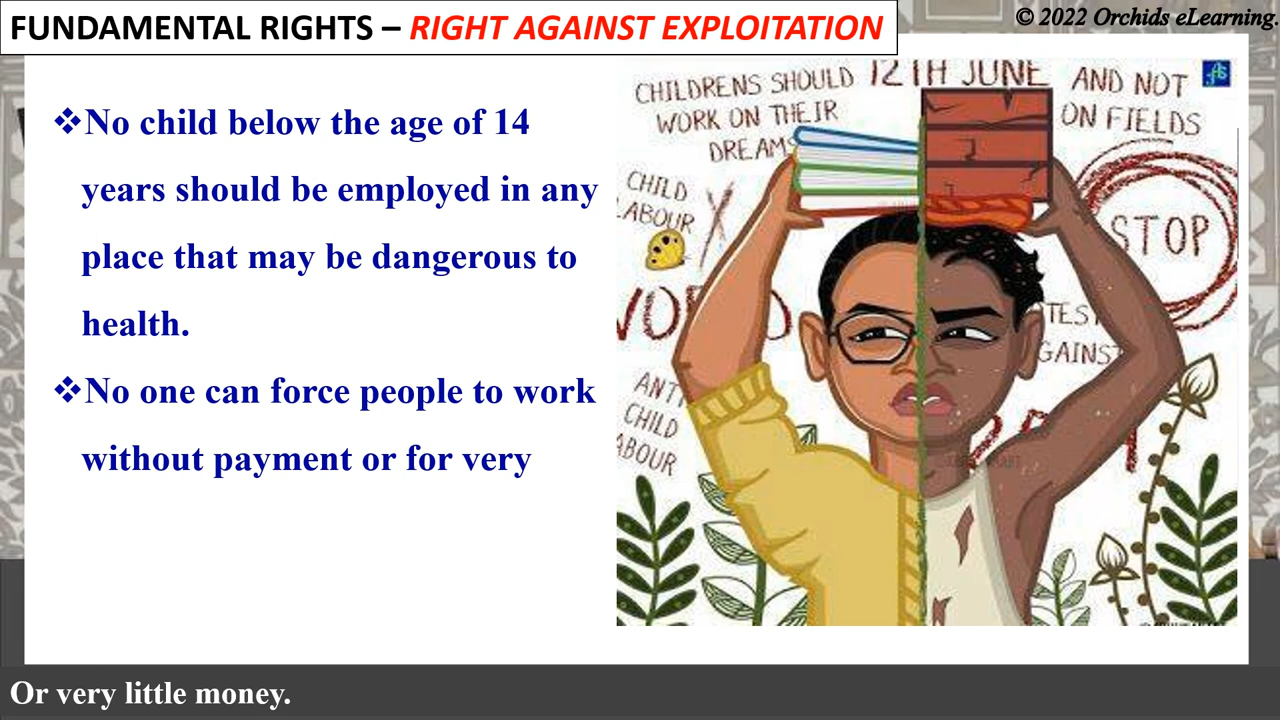 FUNDAMENTAL RIGHTS – RIGHT AGAINST EXPLOITATION
© 2022 Orchids eLearning.
❖No child below the age of 14
years should be employed in any
place that may be dangerous to
health.
❖No one can force people to work
without payment or for very
CHILDRENS SHOULD
WORK ON THEIR
DREAMS
12TH JUNE
AND NOT
ON FIELDS
CHILD
LABOUR
STOP
ANTI
CHILD
ABOUR
Or very little money.